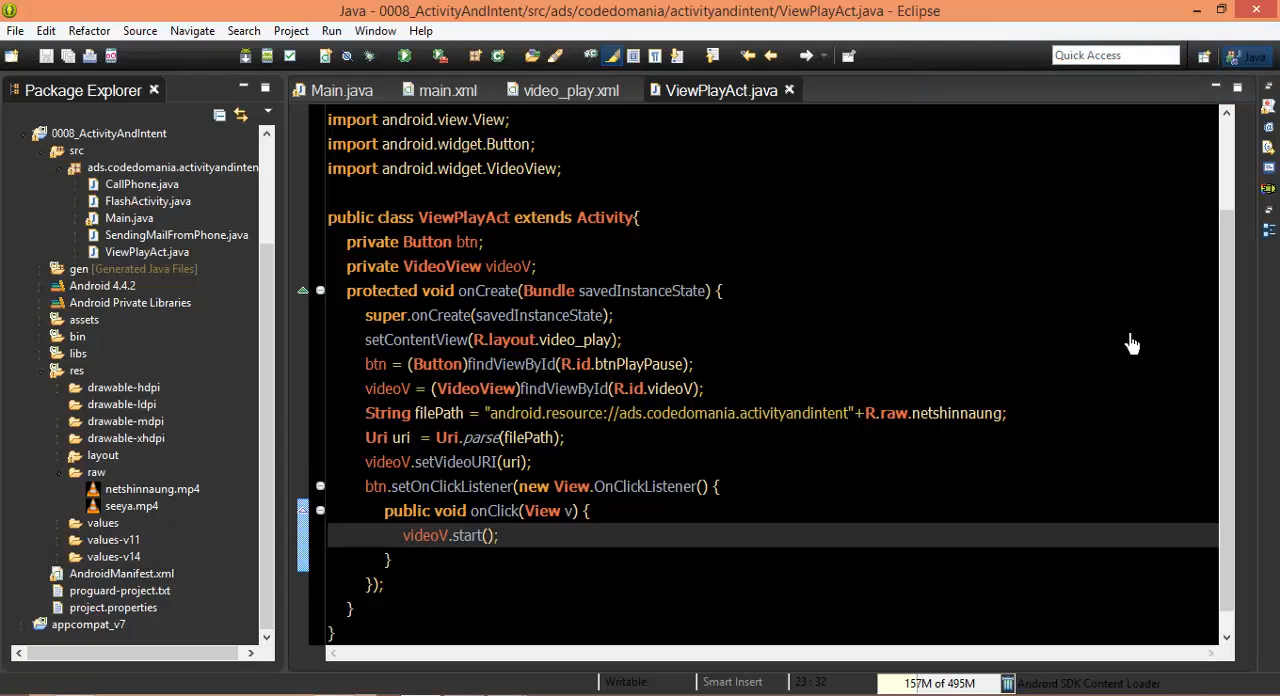 Java - 0008_ActivityAndIntent/src/ads/codedomania/activityandintent/ViewPlayAct.java - Eclipse
File Edit Refactor Source Navigate Search Project Run Window Help
Quick Access
Java
Package Explorer
Main.java main.xml video_play.xml ViewPlayAct.java
0008_ActivityAndIntent
src
ads.codedomania.activityandinten
CallPhone.java
FlashActivity.java
Main.java
SendingMailFromPhone.java
ViewPlayAct.java
gen [Generated Java Files]
Android 4.4.2
Android Private Libraries
assets
bin
libs
res
drawable-hdpi
drawable-ldpi
drawable-mdpi
drawable-xhdpi
layout
raw
netshinnaung.mp4
seeya.mp4
values
values-v11
values-v14
AndroidManifest.xml
proguard-project.txt
project.properties
appcompat_v7
import android.view.View;
import android.widget.Button;
import android.widget.VideoView;
public class ViewPlayAct extends Activity{
private Button btn;
private VideoView videoV;
protected void onCreate(Bundle savedInstanceState) {
super.onCreate(savedInstanceState);
setContentView(R.layout.video_play);
btn = (Button)findViewById(R.id.btnPlayPause);
videoV = (VideoView)findViewById(R.id.videoV);
String filePath = "android.resource://ads.codedomania.activityandintent"+R.raw.netshinnaung;
Uri uri  = Uri.parse(filePath);
videoV.setVideoURI(uri);
btn.setOnClickListener(new View.OnClickListener() {
public void onClick(View v) {
videoV.start();
}
});
}
}
Writable Smart Insert 23 : 32 157M of 495M Android SDK Content Loader